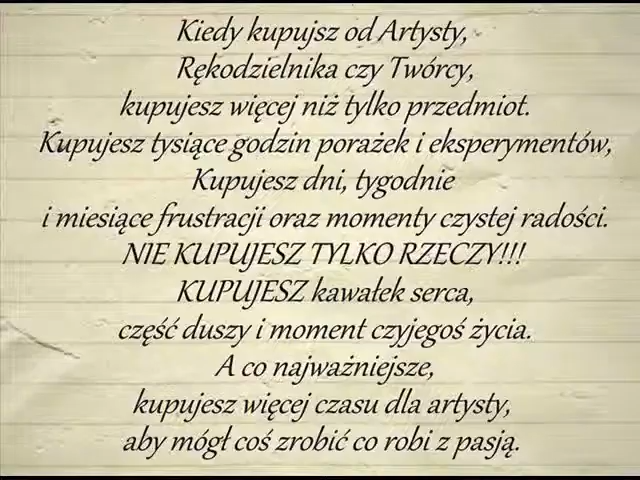 Kiedy kupujsz od Artysty,
Rękodzielnika czy Twórcy,
kupujesz więcej niż tylko przedmiot.
Kupujesz tysiące godzin porażek i eksperymentów,
Kupujesz dni, tygodnie
i miesiące frustracji oraz momenty czystej radości.
NIE KUPUJESZ TYLKO RZECZY!!!
KUPUJESZ kawałek serca,
część duszy i moment czyjegoś życia.
A co najważniejsze,
kupujesz więcej czasu dla artysty,
aby mógł coś zrobić co robi z pasją.